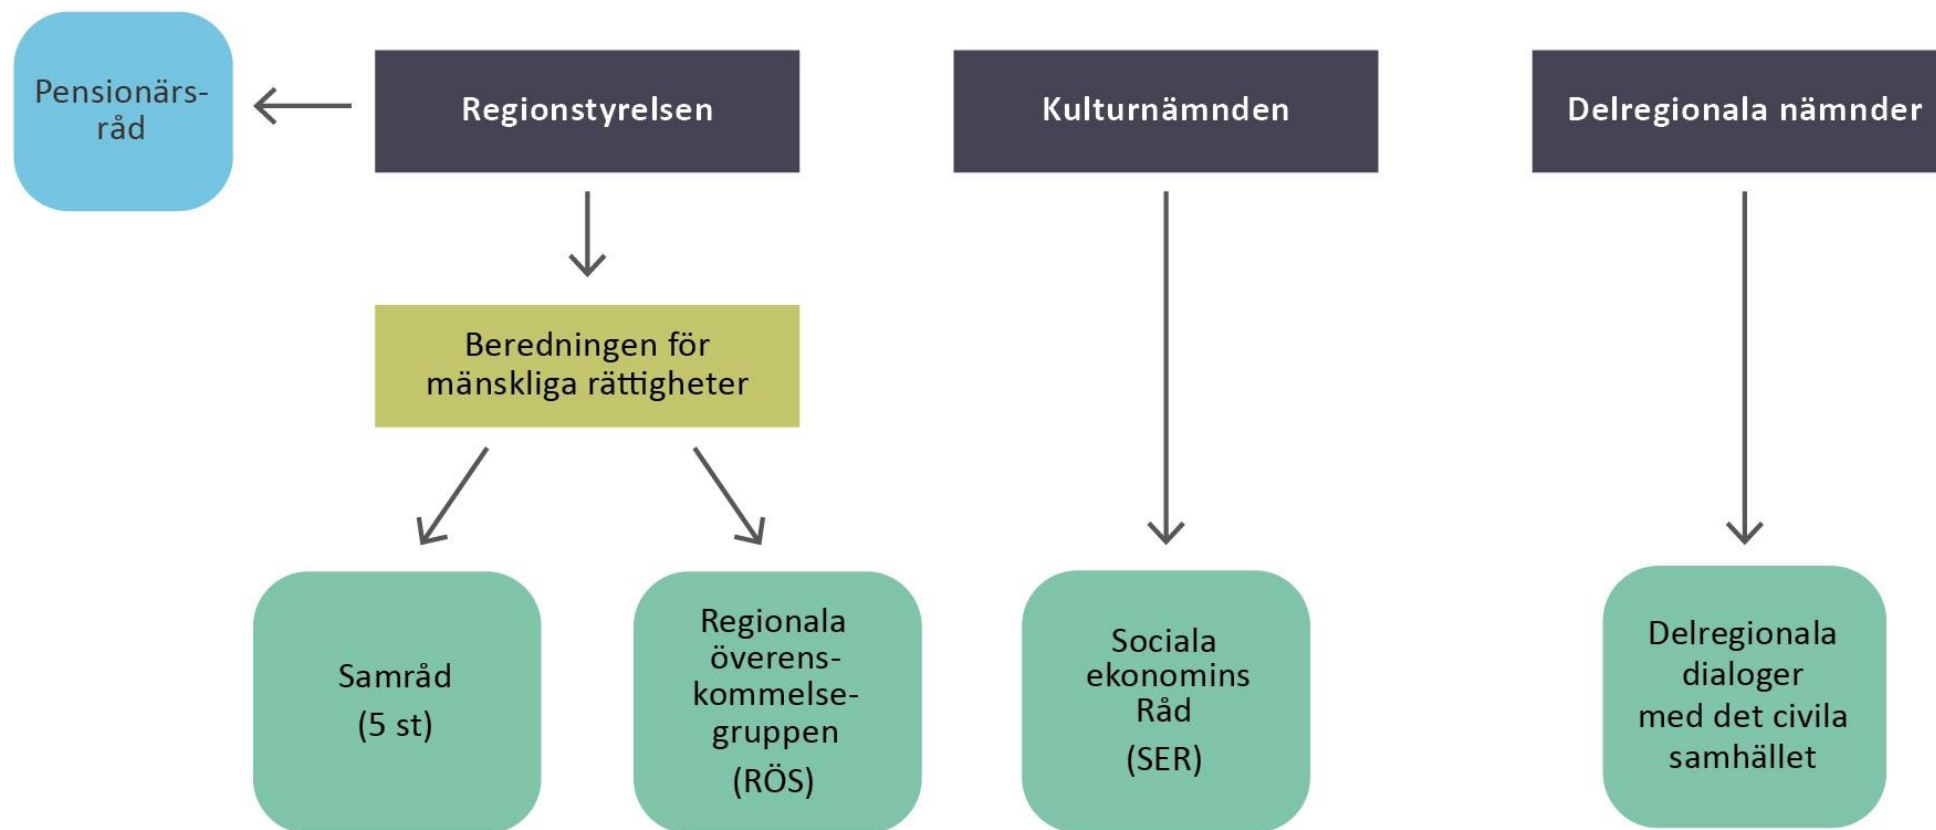 Pensionärs-
råd
Regionstyrelsen
Kulturnämnden
Delregionala nämnder
Beredningen för
mänskliga rättigheter
Samråd
(5 st)
Regionala
överens-
kommelse-
gruppen
(RÖS)
Sociala
ekonomins
Råd
(SER)
Delregionala
dialoger
med det civila
samhället